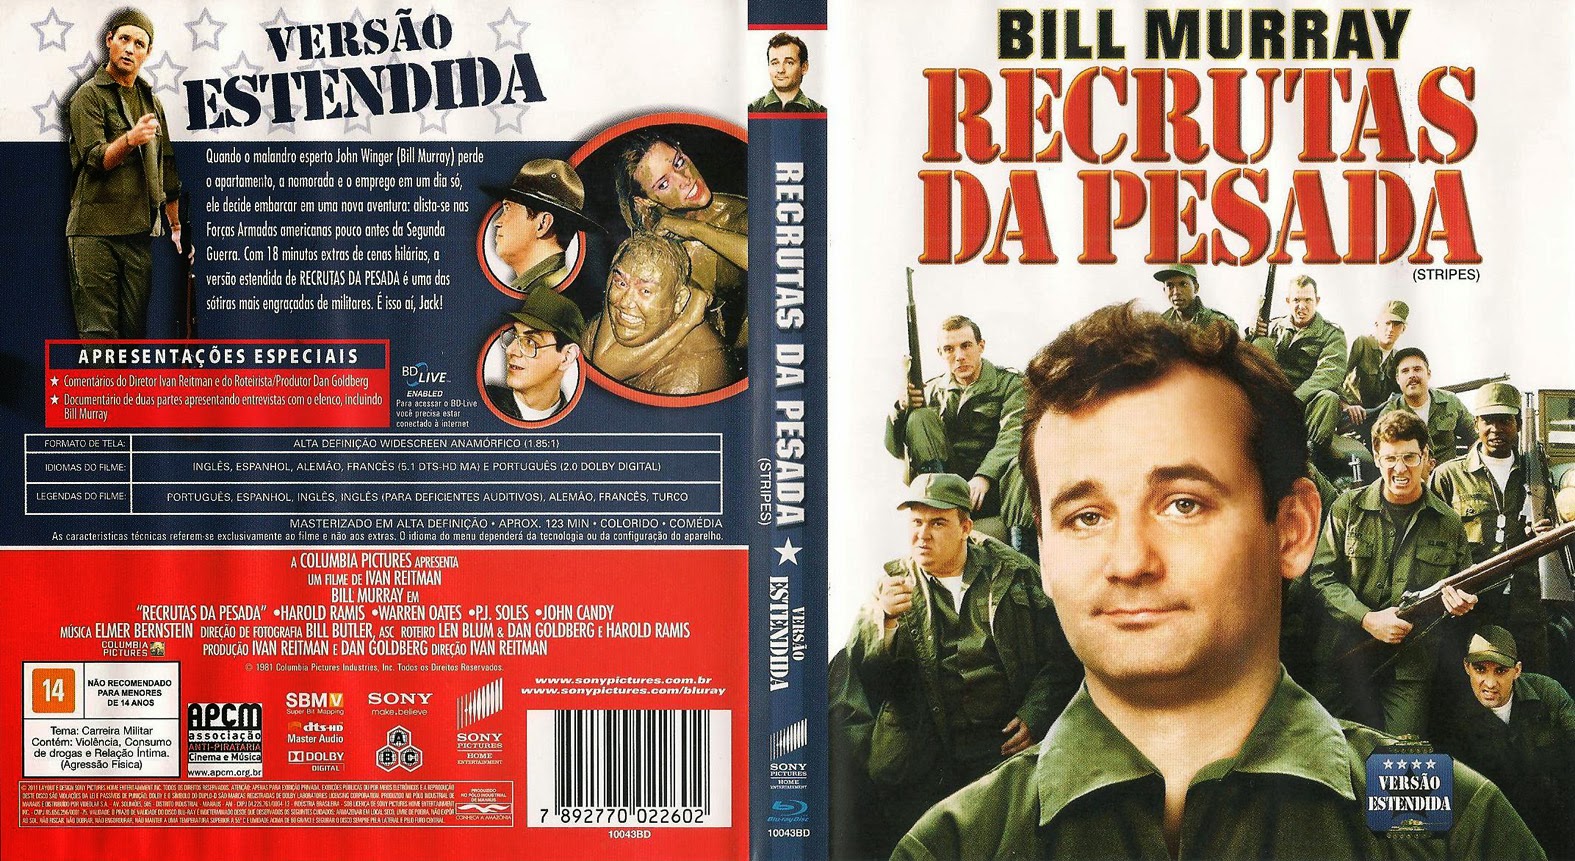 VERSÃO
ESTENDIDA
Quando o malandro esperto John Winger (Bill Murray) perde
o apartamento, a namorada e o emprego em um dia só,
ele decide embarcar em uma nova aventura: alista-se nas
Forças Armadas americanas pouco antes da Segunda
Guerra. Com 18 minutos extras de cenas hilárias, a
versão estendida de RECRUTAS DA PESADA é uma das
sátiras mais engraçadas de militares. É isso aí, Jack!
APRESENTAÇÕES ESPECIAIS
★ Comentários do Diretor Ivan Reitman e do Roteirista/Produtor Dan Goldberg
★ Documentário de duas partes apresentando entrevistas com o elenco, incluindo
Bill Murray
BD LIVE™
ENABLED
Para acessar o BD-Live
você precisa estar
conectado à internet
FORMATO DE TELA: ALTA DEFINIÇÃO WIDESCREEN ANAMÓRFICO (1.85:1)
IDIOMAS DO FILME: INGLÊS, ESPANHOL, ALEMÃO, FRANCÊS (5.1 DTS-HD MA) E PORTUGUÊS (2.0 DOLBY DIGITAL)
LEGENDAS DO FILME: PORTUGUÊS, ESPANHOL, INGLÊS, INGLÊS (PARA DEFICIENTES AUDITIVOS), ALEMÃO, FRANCÊS, TURCO
MASTERIZADO EM ALTA DEFINIÇÃO • APROX. 123 MIN • COLORIDO • COMÉDIA
As características técnicas referem-se exclusivamente ao filme e não aos extras. O idioma do menu dependerá da tecnologia ou da configuração do aparelho.
A COLUMBIA PICTURES APRESENTA
UM FILME DE IVAN REITMAN
BILL MURRAY EM
"RECRUTAS DA PESADA" •HAROLD RAMIS •WARREN OATES •P.J. SOLES •JOHN CANDY
MÚSICA ELMER BERNSTEIN DIREÇÃO DE FOTOGRAFIA BILL BUTLER, ASC ROTEIRO LEN BLUM & DAN GOLDBERG E HAROLD RAMIS
PRODUÇÃO IVAN REITMAN E DAN GOLDBERG DIREÇÃO IVAN REITMAN
COLUMBIA
PICTURES
© 1981 Columbia Pictures Industries, Inc. Todos os Direitos Reservados.
14
NÃO RECOMENDADO
PARA MENORES
DE 14 ANOS
Tema: Carreira Militar
Contém: Violência, Consumo
de drogas e Relação Íntima.
(Agressão Física)
APCM
associação
ANTI-PIRATARIA
Cinema e Música
www.apcm.org.br
SBMV
Super Bit Mapping
dts-HD
Master Audio
DOLBY
DIGITAL
SONY
make.believe
A
B C
SONY
PICTURES
HOME
ENTERTAINMENT
www.sonypictures.com.br
www.sonypictures.com/bluray
PRODUZIDO
NO PÓLO INDUSTRIAL
DE MANAUS
CONHEÇA A AMAZÔNIA
7 892770 022602
10043BD
RECRUTAS DA PESADA
(STRIPES)
★ VERSÃO
ESTENDIDA
SONY
PICTURES
HOME
ENTERTAINMENT
Blu-ray Disc
10043BD
BILL MURRAY
RECRUTAS
DA PESADA
(STRIPES)
VERSÃO
ESTENDIDA